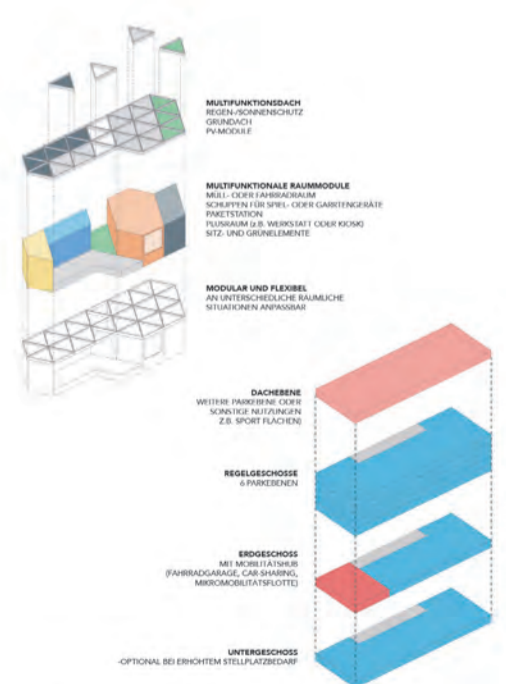 MULTIFUNKTIONSDACH
REGEN-/SONNENSCHUTZ
GRÜNDACH
PV-MODULE
MULTIFUNKTIONALE RAUMMODULE
MÜLL- ODER FAHRRADRAUM
SCHUPPEN FÜR SPIEL- ODER GARTENGERÄTE
PAKETSTATION
PLUSRAUM (z.B. WERKSTATT ODER KIOSK)
SITZ- UND GRÜNELEMENTE
MODULAR UND FLEXIBEL
AN UNTERSCHIEDLICHE RÄUMLICHE
SITUATIONEN ANPASSBAR
DACHEBENE
WEITERE PARKEBENE ODER
SONSTIGE NUTZUNGEN
Z.B. SPORT FLÄCHEN)
REGELGESCHOSSE
6 PARKEBENEN
ERDGESCHOSS
MIT MOBILITÄTSHUB
(FAHRRADGARAGE, CAR-SHARING,
MIKROMOBILITÄTSFLOTTE)
UNTERGESCHOSS
-OPTIONAL BEI ERHÖHTEM STELLPLATZBEDARF